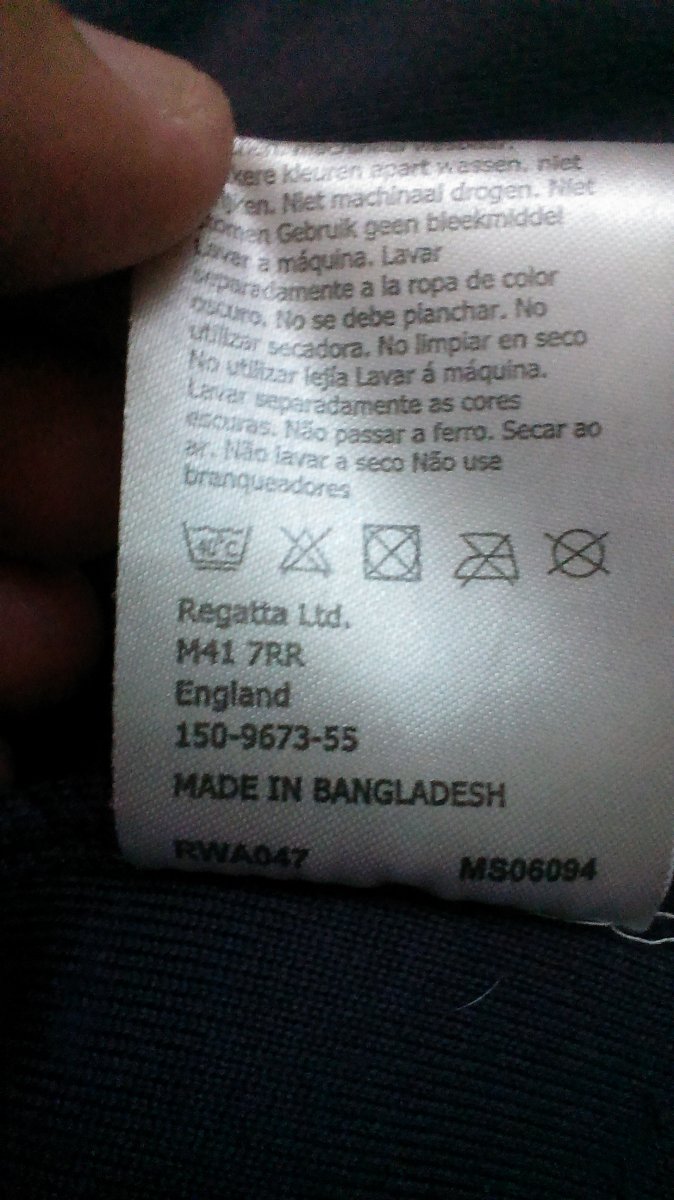 kleuren apart wassen. niet
Niet machinaal drogen. Niet
Gebruik geen bleekmiddel
Lavar a máquina. Lavar
separadamente a la ropa de color
oscuro. No se debe planchar. No
utilizar secadora. No limpiar en seco
No utilizar lejía Lavar á máquina.
Lavar separadamente as cores
escuras. Não passar a ferro. Secar ao
ar. Não lavar a seco Não use
branqueadores
40°C
Regatta Ltd.
M41 7RR
England
150-9673-55
MADE IN BANGLADESH
RWA047 MS06094